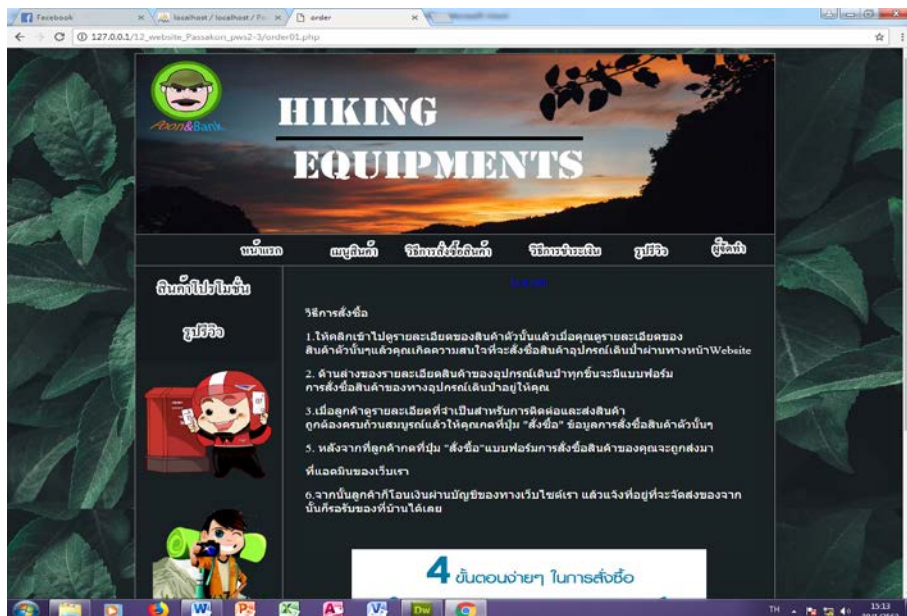 Facebook
localhost / localhost / P
order
127.0.0.1/12_website_Passakorn_pws2-3/order01.php
Aoon&Bank
HIKING
EQUIPMENTS
หน้าแรก เมนูสินค้า วิธีการสั่งซื้อสินค้า วิธีการชำระเงิน รูปรีวิว ผู้จัดทำ
สินค้าโปรโมชั่น
รูปรีวิว
วิธีการสั่งซื้อ
1.ให้คลิกเข้าไปดูรายละเอียดของสินค้าตัวนั้นแล้วเมื่อคุณดูรายละเอียดของ
สินค้าตัวนั้นๆแล้วคุณเกิดความสนใจที่จะสั่งซื้อสินค้าอุปกรณ์เดินป่าผ่านทางหน้าWebsite
2. ด้านล่างของรายละเอียดสินค้าของอุปกรณ์เดินป่าทุกชิ้นจะมีแบบฟอร์ม
การสั่งซื้อสินค้าของทางอุปกรณ์เดินป่าอยู่ให้คุณ
3.เมื่อลูกค้าดูรายละเอียดที่จำเป็นสำหรับการติดต่อและส่งสินค้า
ถูกต้องครบถ้วนสมบูรณ์แล้วให้คุณกดที่ปุ่ม "สั่งซื้อ" ข้อมูลการสั่งซื้อสินค้าตัวนั้นๆ
5. หลังจากที่ลูกค้ากดที่ปุ่ม "สั่งซื้อ"แบบฟอร์มการสั่งซื้อสินค้าของคุณจะถูกส่งมา
ที่แอดมินของเว็บเรา
6.จากนั้นลูกค้าก็โอนเงินผ่านบัญชีของทางเว็บไซต์เรา แล้วแจ้งที่อยู่ที่จะจัดส่งของจาก
นั้นก็รอรับของที่บ้านได้เลย
4 ขั้นตอนง่ายๆ ในการสั่งซื้อ
Dw
TH
15:13